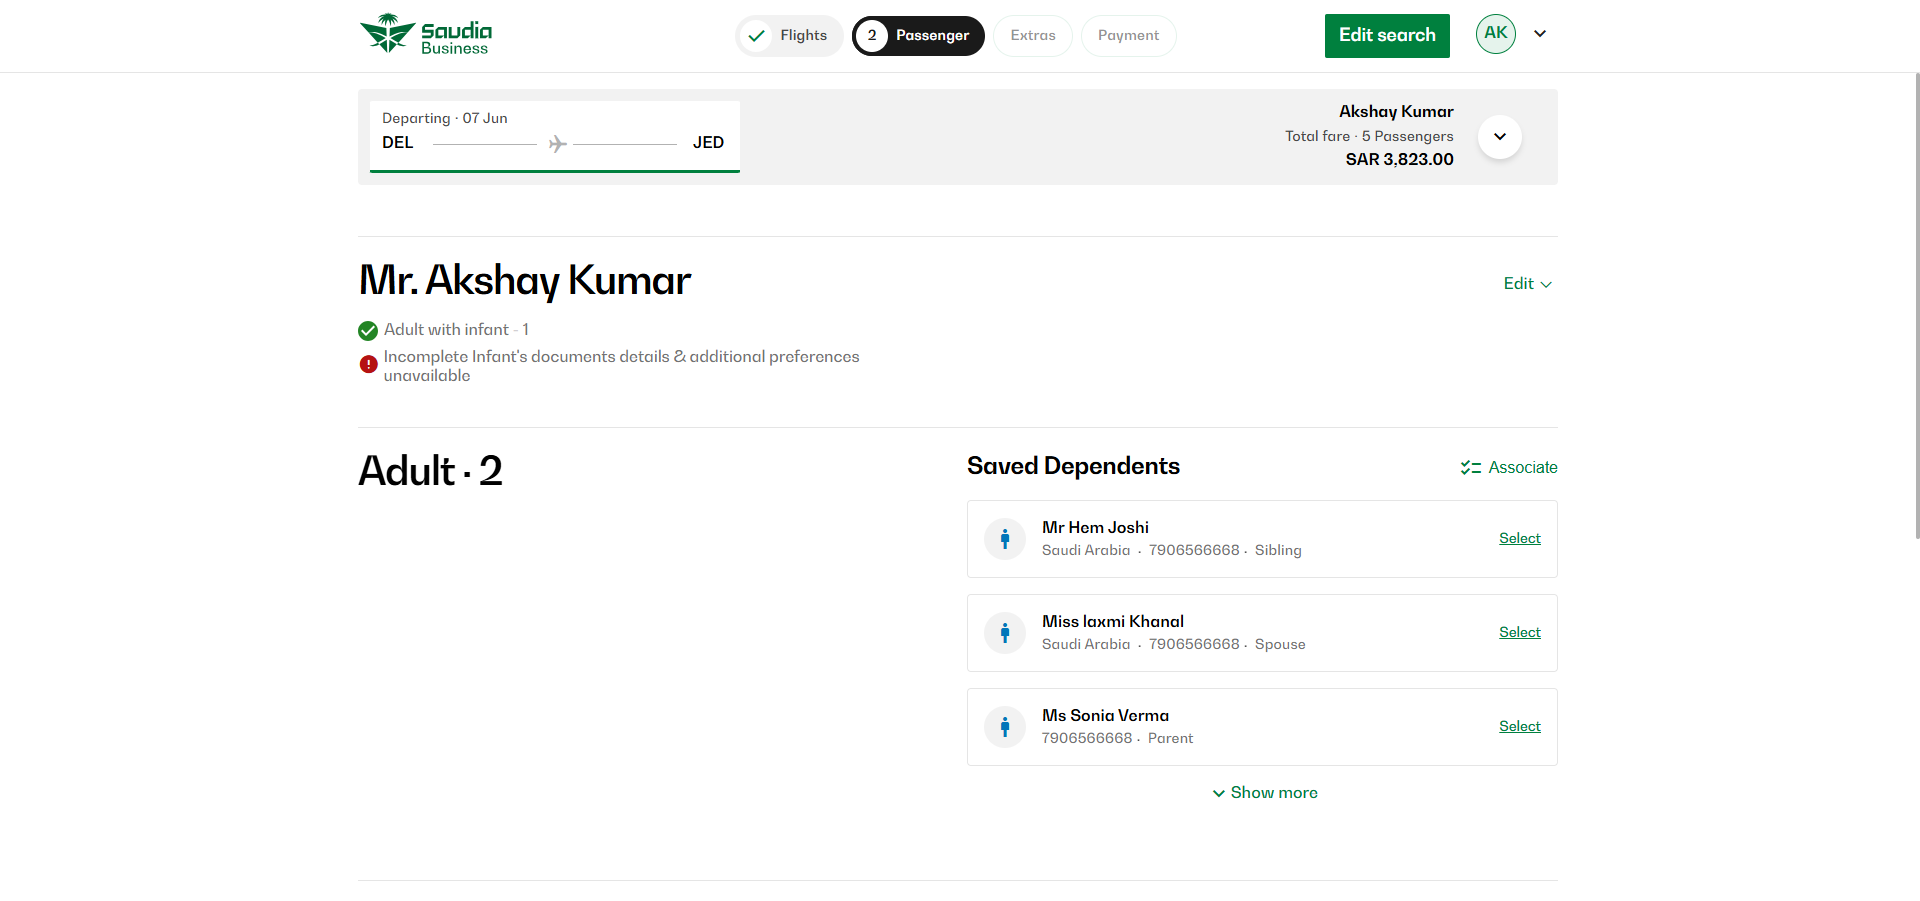 Saudia
Business
Flights
2 Passenger
Extras
Payment
Edit search
AK
Departing · 07 Jun
DEL JED
Akshay Kumar
Total fare · 5 Passengers
SAR 3,823.00
Mr. Akshay Kumar
Edit
Adult with infant - 1
Incomplete Infant's documents details & additional preferences
unavailable
Adult · 2
Saved Dependents
Associate
Mr Hem Joshi
Saudi Arabia · 7906566668 · Sibling
Select
Miss laxmi Khanal
Saudi Arabia · 7906566668 · Spouse
Select
Ms Sonia Verma
7906566668 · Parent
Select
Show more